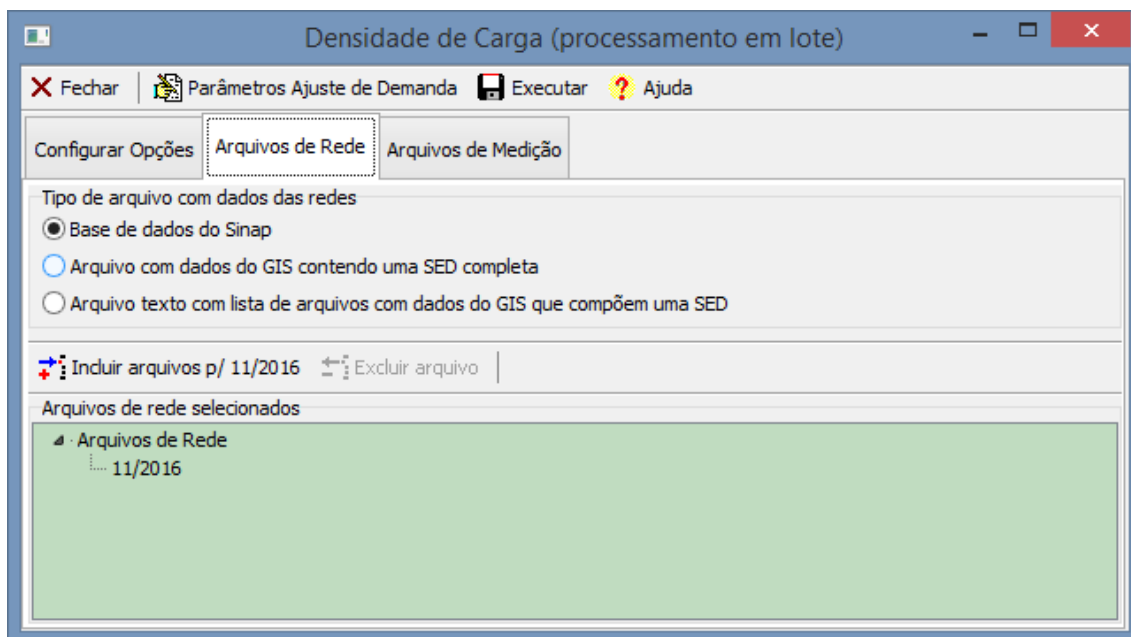 Densidade de Carga (processamento em lote)
Fechar Parâmetros Ajuste de Demanda Executar Ajuda
Configurar Opções Arquivos de Rede Arquivos de Medição
Tipo de arquivo com dados das redes
Base de dados do Sinap
Arquivo com dados do GIS contendo uma SED completa
Arquivo texto com lista de arquivos com dados do GIS que compõem uma SED
Incluir arquivos p/ 11/2016 Excluir arquivo
Arquivos de rede selecionados
Arquivos de Rede
11/2016